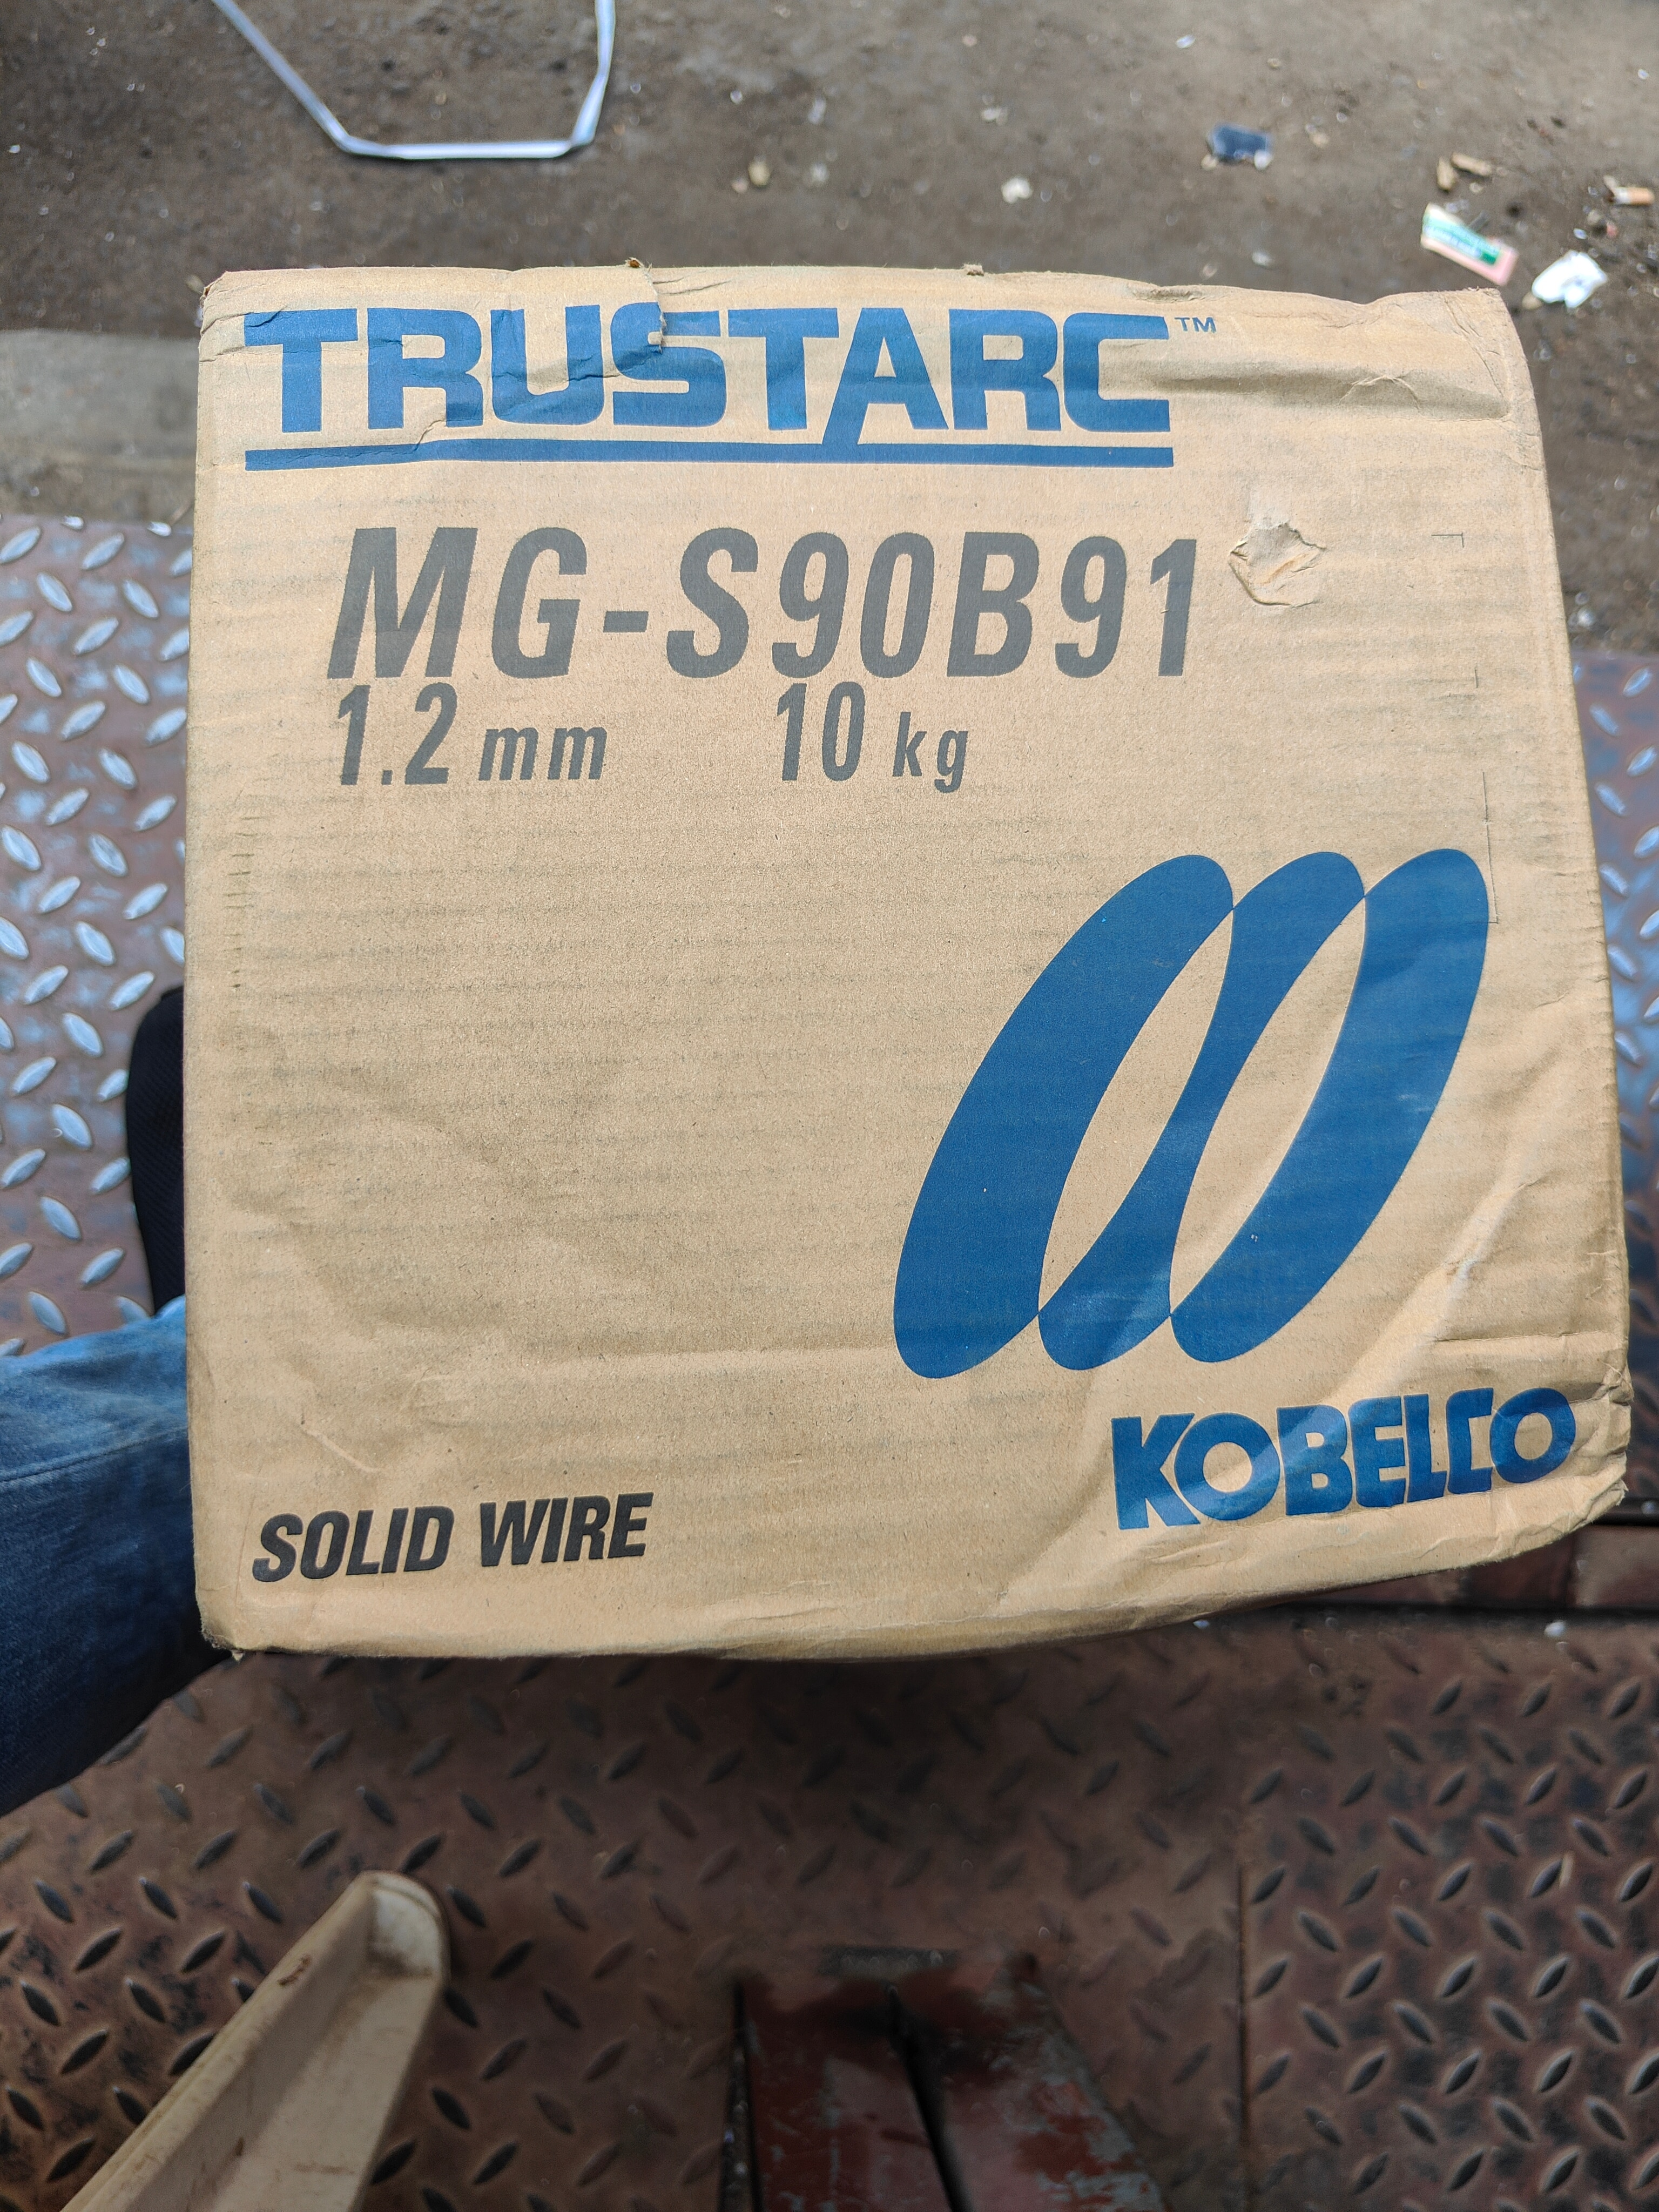 TRUSTARC™
MG-S90B91
1.2 mm 10 kg
KOBELCO
SOLID WIRE